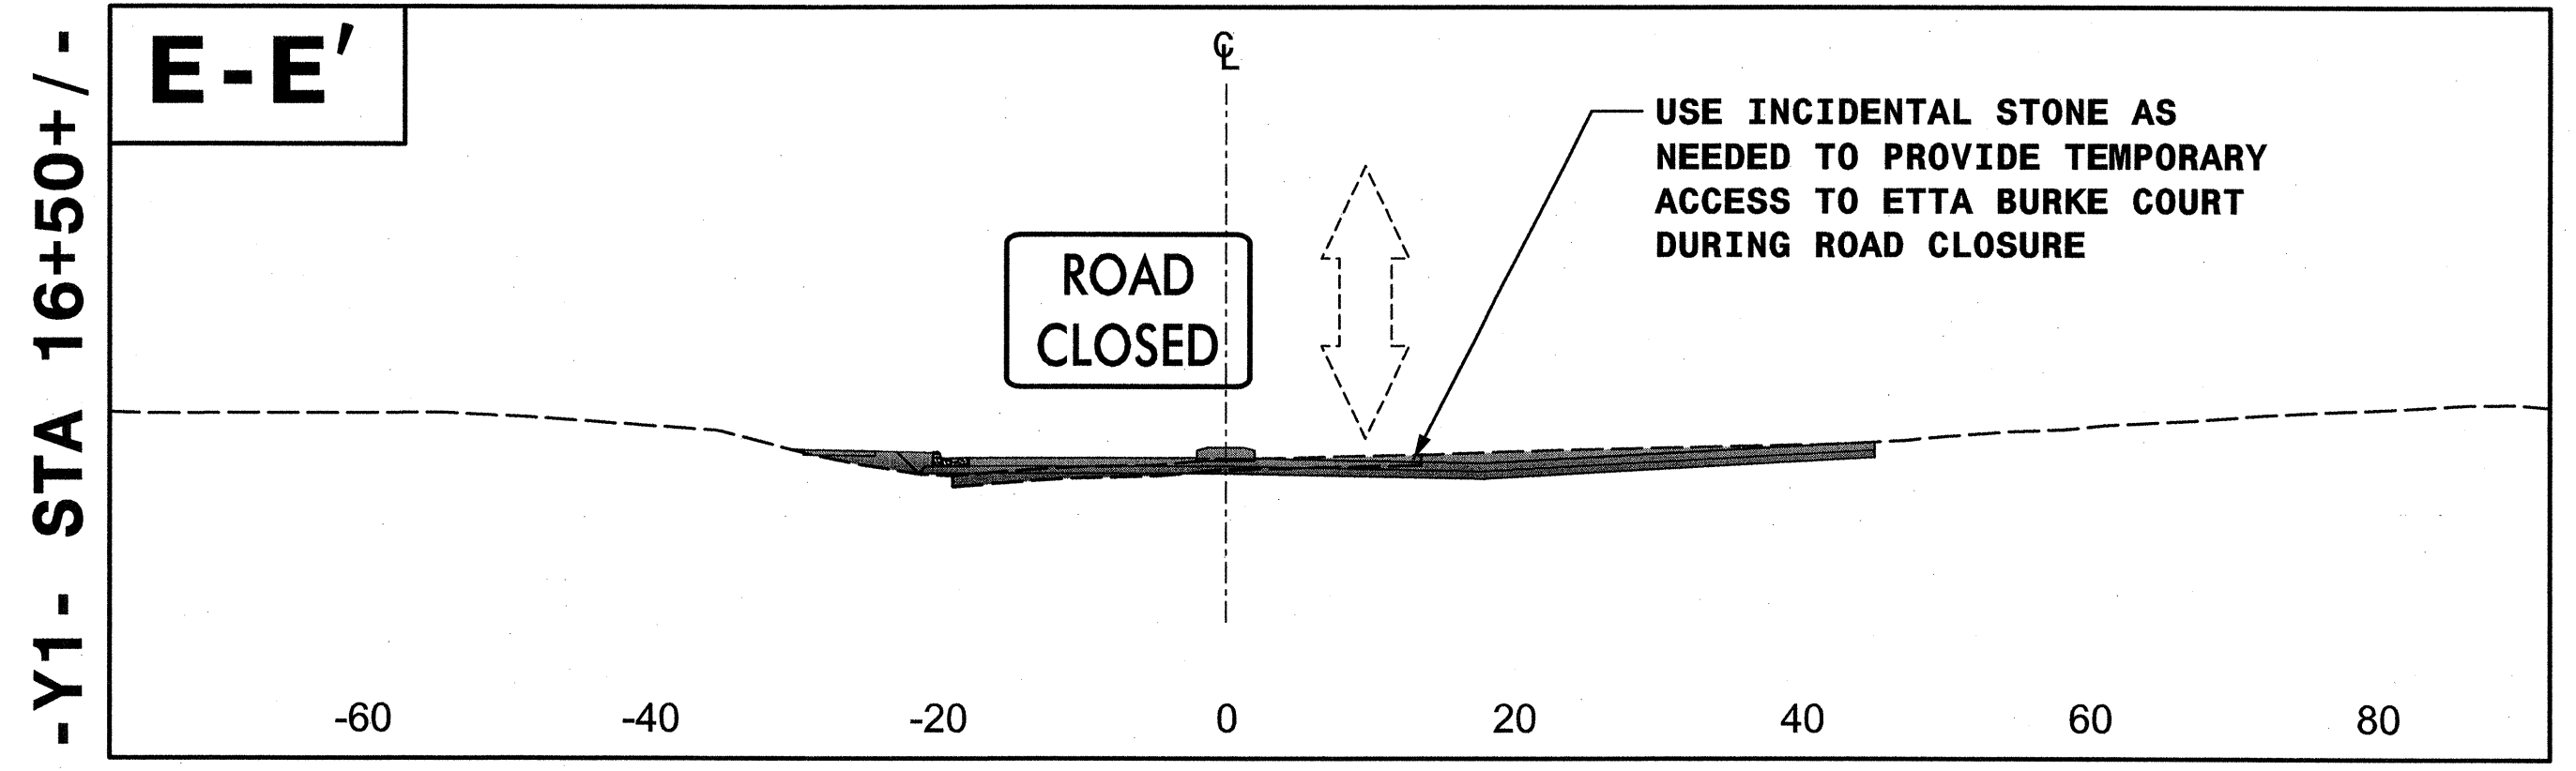 -Y1- STA 16+50+/-
E-E'
℄
USE INCIDENTAL STONE AS
NEEDED TO PROVIDE TEMPORARY
ACCESS TO ETTA BURKE COURT
DURING ROAD CLOSURE
ROAD
CLOSED
-60 -40 -20 0 20 40 60 80